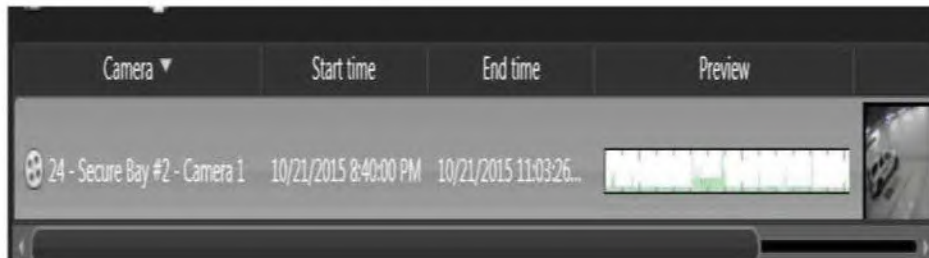 Camera ▼ Start time End time Preview
24 - Secure Bay #2 - Camera 1 10/21/2015 8:40:00 PM 10/21/2015 11:03:26...